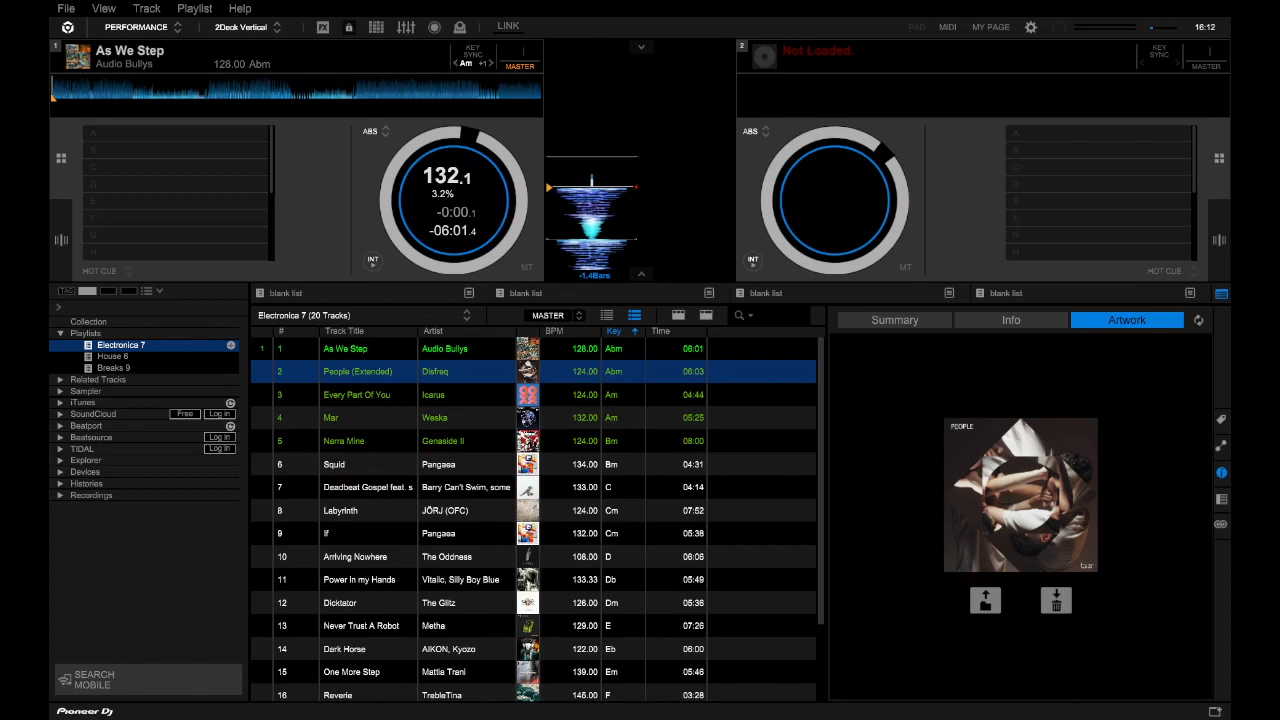 File View Track Playlist Help
PERFORMANCE 2Deck Vertical FX LINK PAD MIDI MY PAGE 16:12
1 As We Step
Audio Bullys 128.00 Abm
KEY SYNC
Am +1
MASTER
2 Not Loaded.
KEY SYNC
MASTER
A
B
C
D
E
F
G
H
HOT CUE
ABS
132.1
3.2%
-0:00.1
-06:01.4
INT
MT
-1.4Bars
ABS
INT
MT
A
B
C
D
E
F
G
H
HOT CUE
TAG
blank list
blank list
blank list
blank list
Collection
Playlists
Electronica 7
House 6
Breaks 9
Related Tracks
Sampler
iTunes
SoundCloud Free Log in
Beatport
Beatsource Log in
TIDAL Log in
Explorer
Devices
Histories
Recordings
SEARCH
MOBILE
Electronica 7 (20 Tracks) MASTER
# Track Title Artist BPM Key Time
1 1 As We Step Audio Bullys 128.00 Abm 06:01
2 People (Extended) Disfreq 124.00 Abm 06:03
3 Every Part Of You Icarus 124.00 Am 04:44
4 Mar Weska 132.00 Am 05:25
5 Narra Mine Genaside II 124.00 Bm 08:00
6 Squid Pangaea 134.00 Bm 04:31
7 Deadbeat Gospel feat. s Barry Can't Swim, some 133.00 C 04:14
8 Labyrinth JÖRJ (OFC) 124.00 Cm 07:52
9 If Pangaea 132.00 Cm 05:38
10 Arriving Nowhere The Oddness 108.00 D 06:06
11 Power in my Hands Vitalic, Silly Boy Blue 133.33 Db 05:49
12 Dicktator The Glitz 126.00 Dm 05:36
13 Never Trust A Robot Metha 129.00 E 07:26
14 Dark Horse AIKON, Kyozo 122.00 Eb 06:00
15 One More Step Mattia Trani 139.00 Em 05:46
16 Reverie TrebleTina 145.00 F 03:28
Summary Info Artwork
PEOPLE
Pioneer Dj